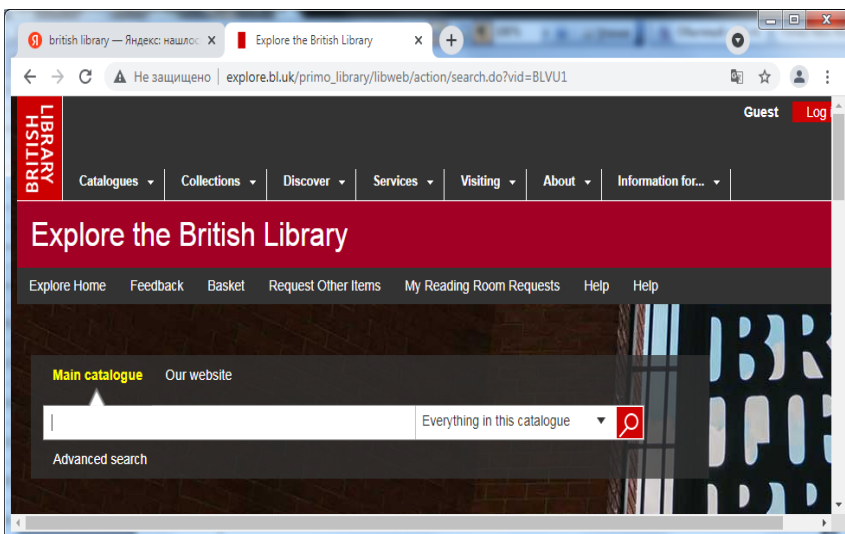 british library — Яндекс: нашлос
Explore the British Library
Не защищено | explore.bl.uk/primo_library/libweb/action/search.do?vid=BLVU1
Guest Log i
BRITISH
LIBRARY
Catalogues Collections Discover Services Visiting About Information for...
Explore the British Library
Explore Home Feedback Basket Request Other Items My Reading Room Requests Help Help
Main catalogue Our website
Everything in this catalogue
Advanced search